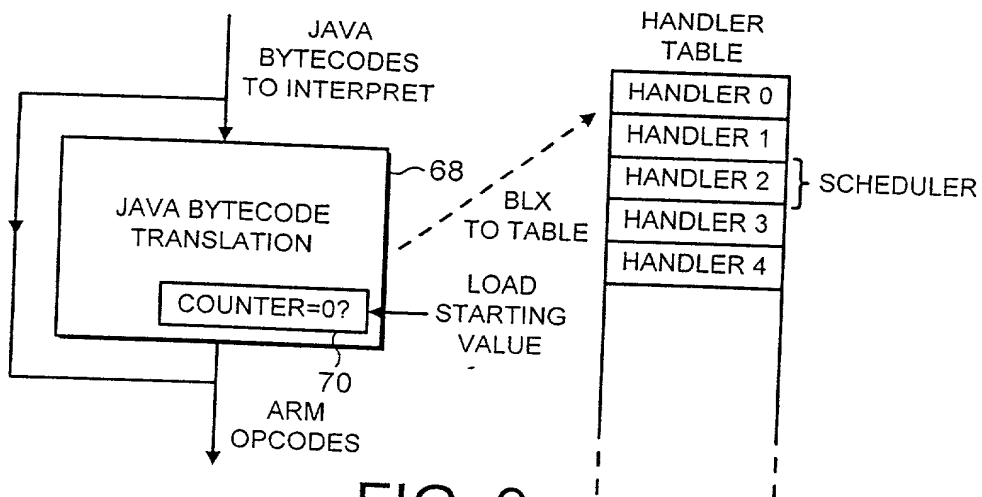 JAVA
BYTECODES
TO INTERPRET
68
JAVA BYTECODE
TRANSLATION
COUNTER=0?
70
ARM
OPCODES
BLX
TO TABLE
LOAD
STARTING
VALUE
HANDLER
TABLE
HANDLER 0
HANDLER 1
HANDLER 2
HANDLER 3
HANDLER 4
SCHEDULER
FIG.